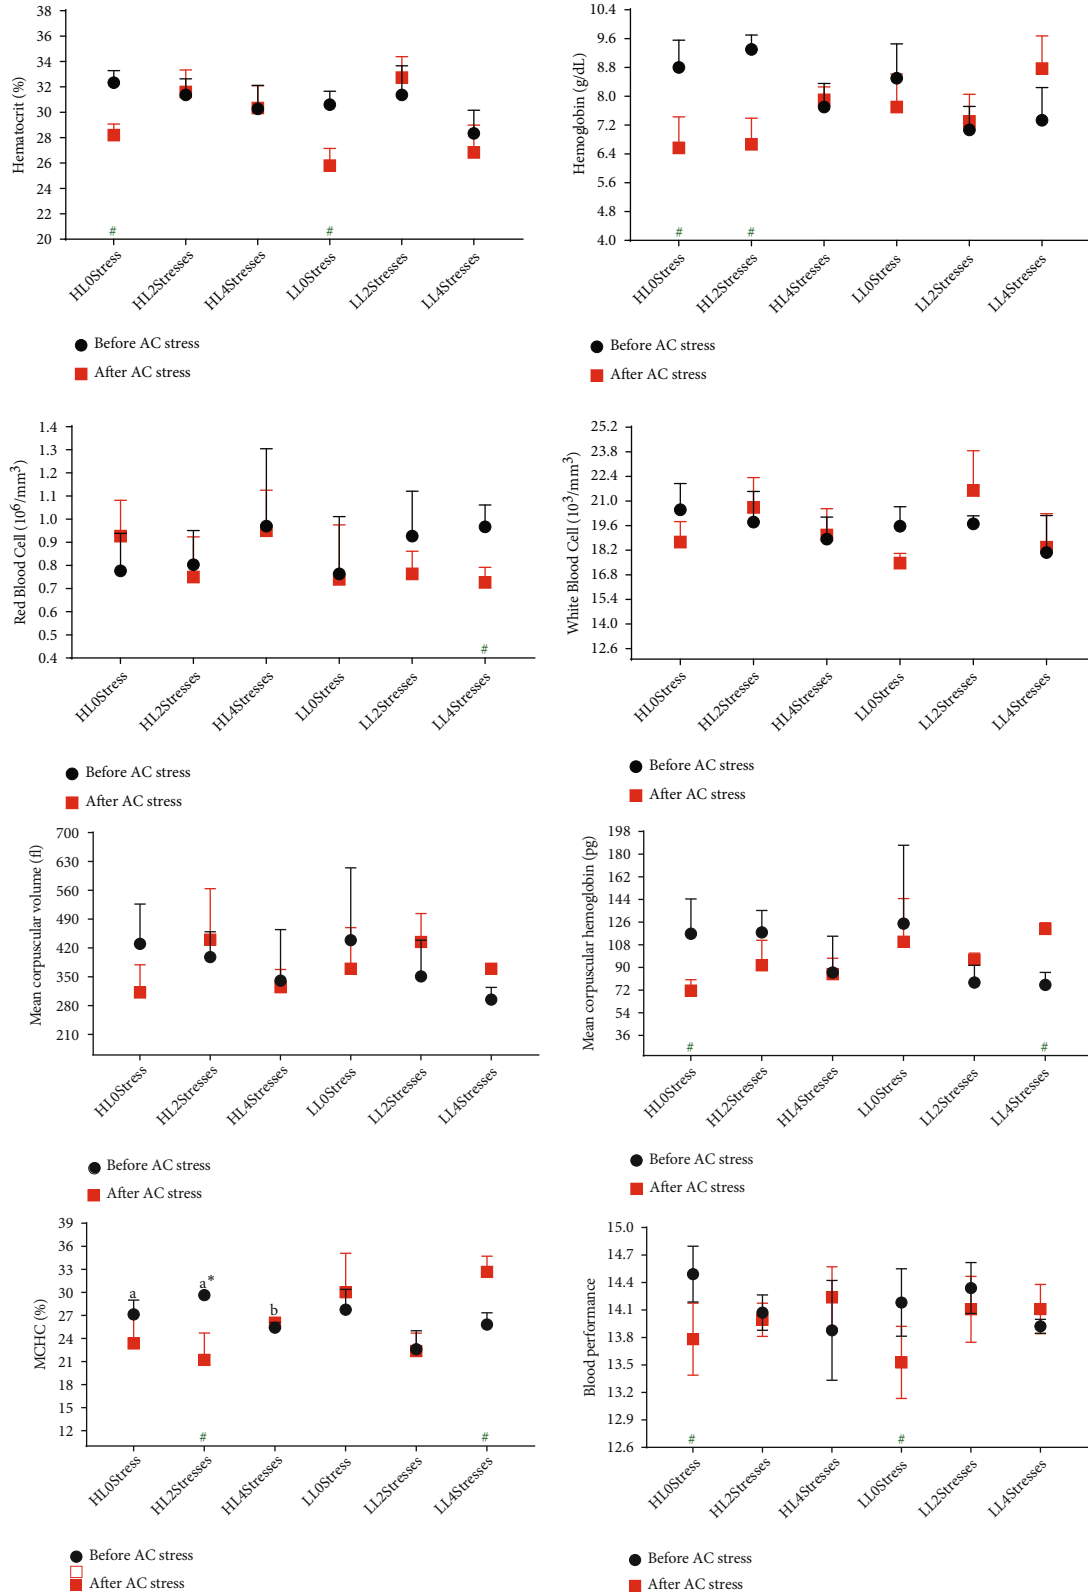 Hematocrit (%)
38
36
34
32
30
28
26
24
22
20
# #
HL0Stress
HL2Stresses
HL4Stresses
LL0Stress
LL2Stresses
LL4Stresses
Before AC stress
After AC stress
Hemoglobin (g/dL)
10.4
9.6
8.8
8.0
7.2
6.4
5.6
4.8
4.0
# #
HL0Stress
HL2Stresses
HL4Stresses
LL0Stress
LL2Stresses
LL4Stresses
Before AC stress
After AC stress
Red Blood Cell (10⁶/mm³)
1.4
1.3
1.2
1.1
1.0
0.9
0.8
0.7
0.6
0.5
0.4
#
HL0Stress
HL2Stresses
HL4Stresses
LL0Stress
LL2Stresses
LL4Stresses
Before AC stress
After AC stress
White Blood Cell (10³/mm³)
25.2
23.8
22.4
21.0
19.6
18.2
16.8
15.4
14.0
12.6
HL0Stress
HL2Stresses
HL4Stresses
LL0Stress
LL2Stresses
LL4Stresses
Before AC stress
After AC stress
Mean corpuscular volume (fl)
700
630
560
490
420
350
280
210
HL0Stress
HL2Stresses
HL4Stresses
LL0Stress
LL2Stresses
LL4Stresses
Before AC stress
After AC stress
Mean corpuscular hemoglobin (pg)
198
180
162
144
126
108
90
72
54
36
# #
HL0Stress
HL2Stresses
HL4Stresses
LL0Stress
LL2Stresses
LL4Stresses
Before AC stress
After AC stress
MCHC (%)
39
36
33
30
27
24
21
18
15
12
a
a*
b
# #
HL0Stress
HL2Stresses
HL4Stresses
LL0Stress
LL2Stresses
LL4Stresses
Before AC stress
After AC stress
Blood performance
15.0
14.7
14.4
14.1
13.8
13.5
13.2
12.9
12.6
# #
HL0Stress
HL2Stresses
HL4Stresses
LL0Stress
LL2Stresses
LL4Stresses
Before AC stress
After AC stress